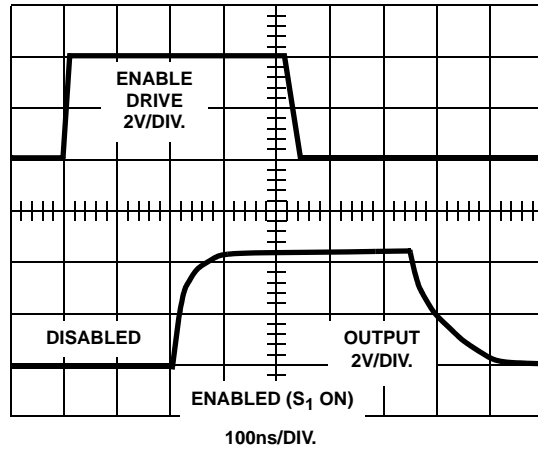 ENABLE
DRIVE
2V/DIV.
DISABLED
OUTPUT
2V/DIV.
ENABLED (S₁ ON)
100ns/DIV.